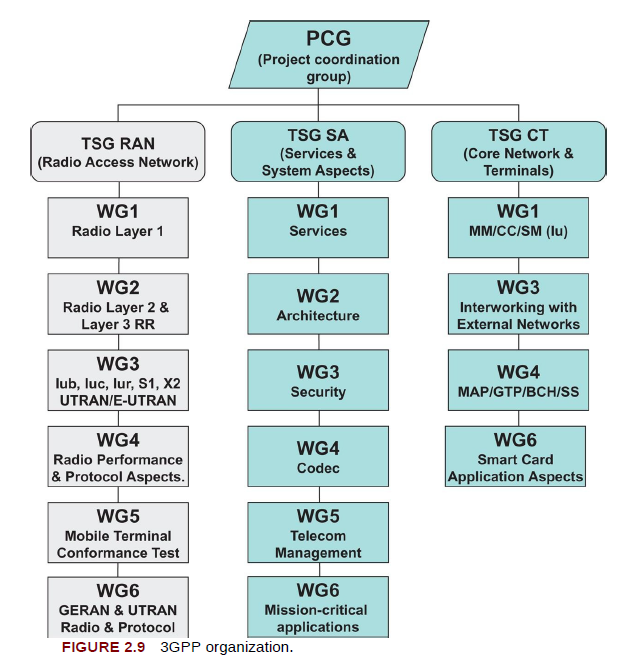 PCG
(Project coordination
group)
TSG RAN
(Radio Access Network)
TSG SA
(Services &
System Aspects)
TSG CT
(Core Network &
Terminals)
WG1
Radio Layer 1
WG1
Services
WG1
MM/CC/SM (Iu)
WG2
Radio Layer 2 &
Layer 3 RR
WG2
Architecture
WG3
Interworking with
External Networks
WG3
Iub, Iuc, Iur, S1, X2
UTRAN/E-UTRAN
WG3
Security
WG4
MAP/GTP/BCH/SS
WG4
Radio Performance
& Protocol Aspects.
WG4
Codec
WG6
Smart Card
Application Aspects
WG5
Mobile Terminal
Conformance Test
WG5
Telecom
Management
WG6
GERAN & UTRAN
Radio & Protocol
WG6
Mission-critical
applications
FIGURE 2.9 3GPP organization.